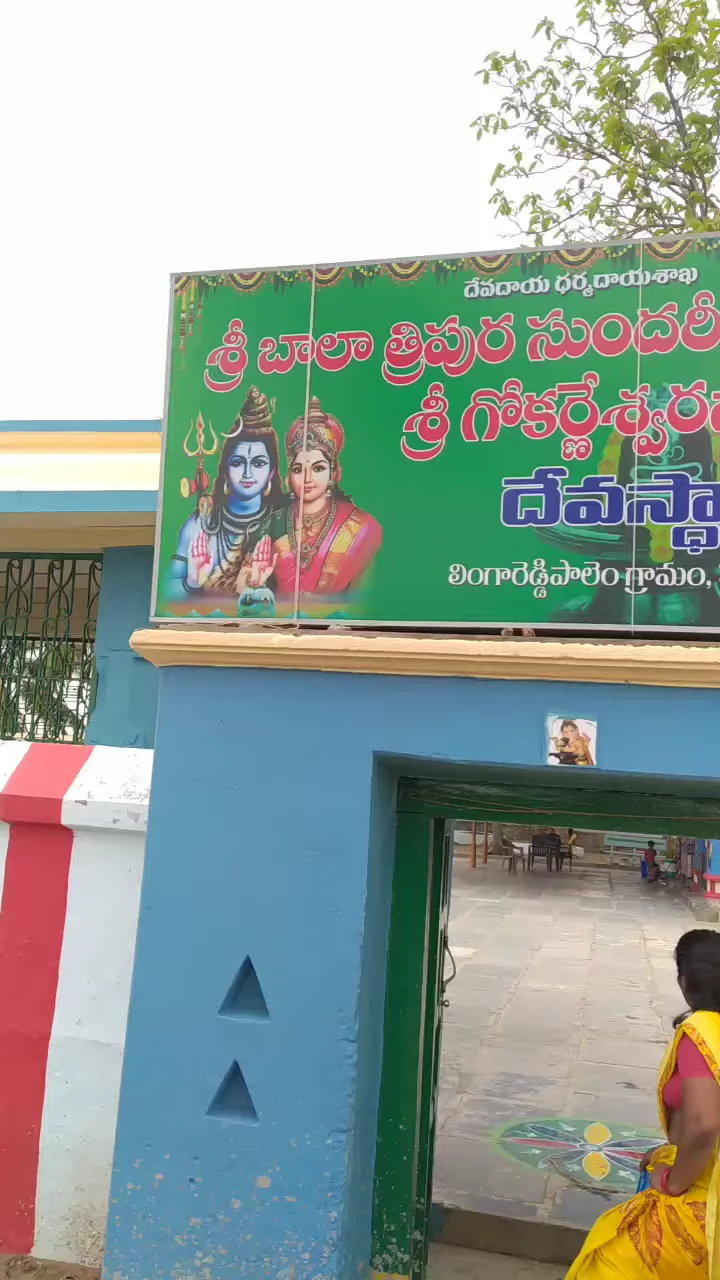 దేవదాయ ధర్మదాయశాఖ
శ్రీ బాలా త్రిపుర సుందరీ
శ్రీ గోకర్ణేశ్వర
దేవస్థా
లింగారెడ్డిపాలెం గ్రామం,